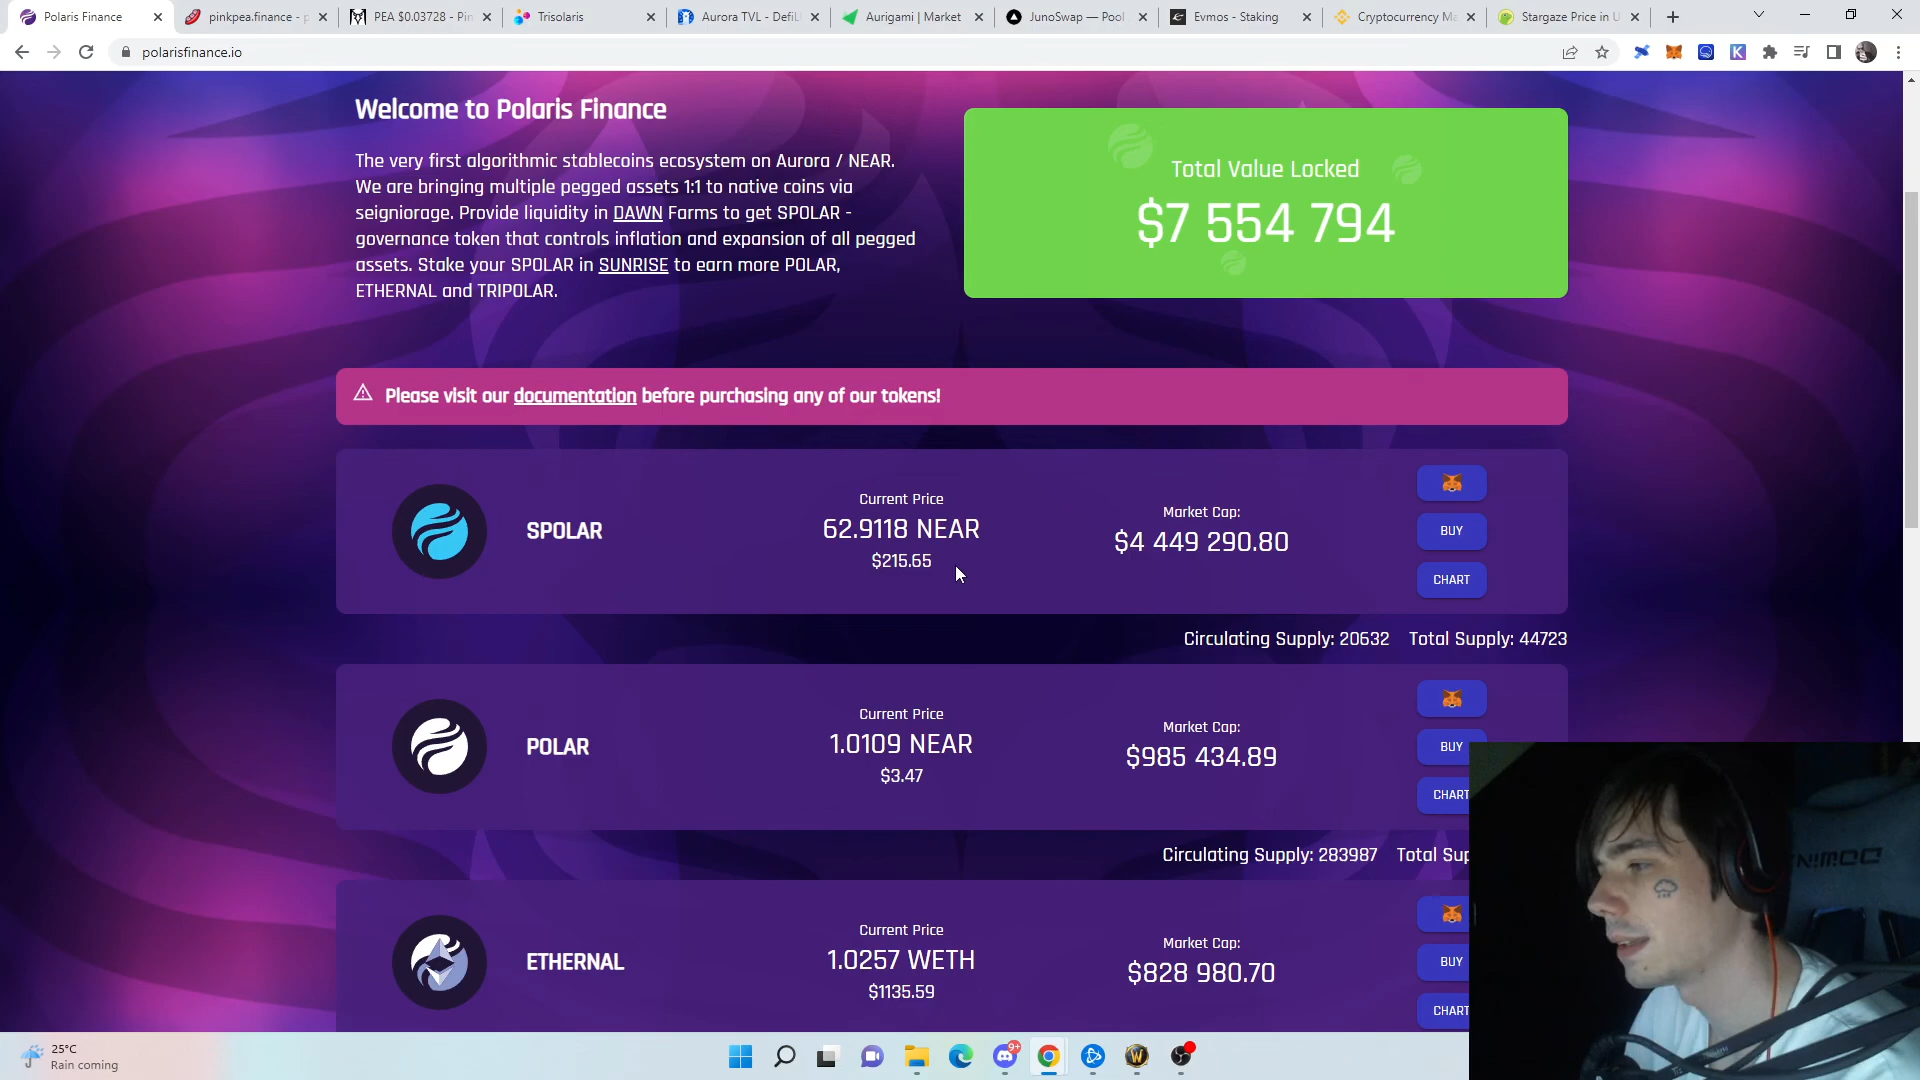 Polaris Finance
pinkpea.finance - p
PEA $0.03728 - Pin
Trisolaris
Aurora TVL - DefiLl
Aurigami | Market
JunoSwap — Pool
Evmos - Staking
Cryptocurrency Ma
Stargaze Price in U
polarisfinance.io
Welcome to Polaris Finance
The very first algorithmic stablecoins ecosystem on Aurora / NEAR.
We are bringing multiple pegged assets 1:1 to native coins via
seigniorage. Provide liquidity in DAWN Farms to get SPOLAR -
governance token that controls inflation and expansion of all pegged
assets. Stake your SPOLAR in SUNRISE to earn more POLAR,
ETHERNAL and TRIPOLAR.
Total Value Locked
$7 554 794
Please visit our documentation before purchasing any of our tokens!
SPOLAR
Current Price
62.9118 NEAR
$215.65
Market Cap:
$4 449 290.80
BUY
CHART
Circulating Supply: 20632 Total Supply: 44723
POLAR
Current Price
1.0109 NEAR
$3.47
Market Cap:
$985 434.89
BUY
CHART
Circulating Supply: 283987 Total Sup
ETHERNAL
Current Price
1.0257 WETH
$1135.59
Market Cap:
$828 980.70
BUY
CHART
25°C
Rain coming
9+